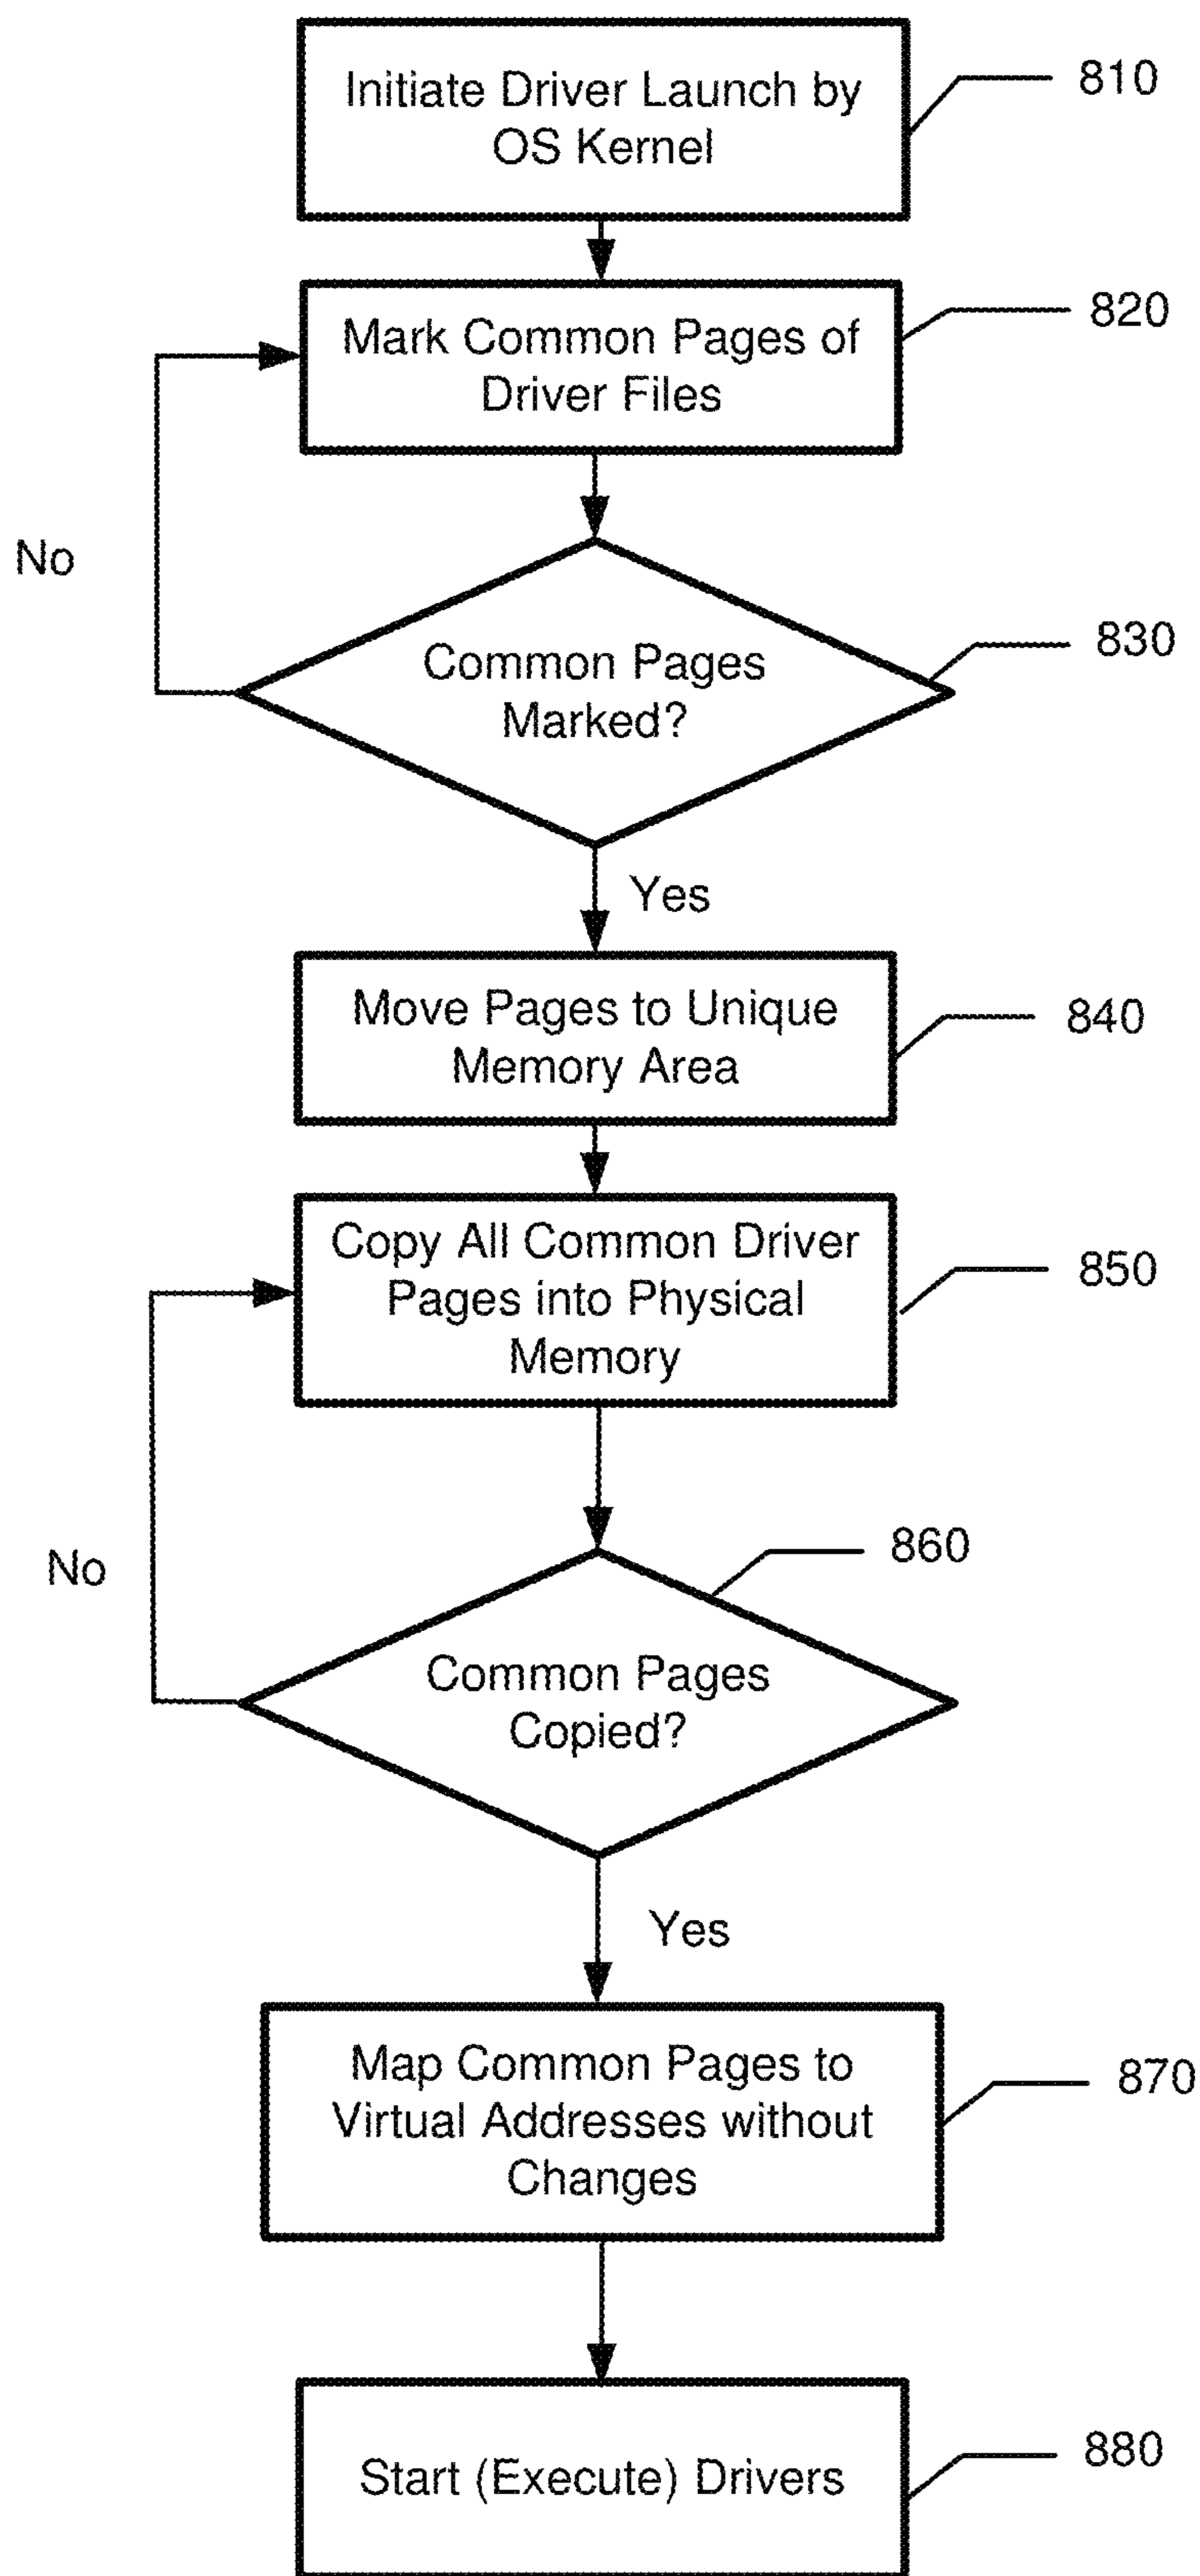 Initiate Driver Launch by
OS Kernel
810
Mark Common Pages of
Driver Files
820
No
Common Pages
Marked?
830
Yes
Move Pages to Unique
Memory Area
840
Copy All Common Driver
Pages into Physical
Memory
850
No
860
Common Pages
Copied?
Yes
Map Common Pages to
Virtual Addresses without
Changes
870
Start (Execute) Drivers
880